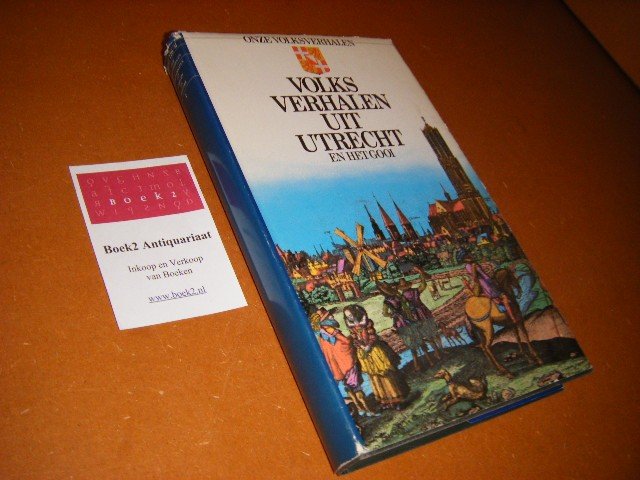 ONZE VOLKSVERHALEN
VOLKS
VERHALEN
UIT
UTRECHT
EN HET GOOI
Boek2
Boek2 Antiquariaat
Inkoop en Verkoop
van Boeken
www.boek2.nl